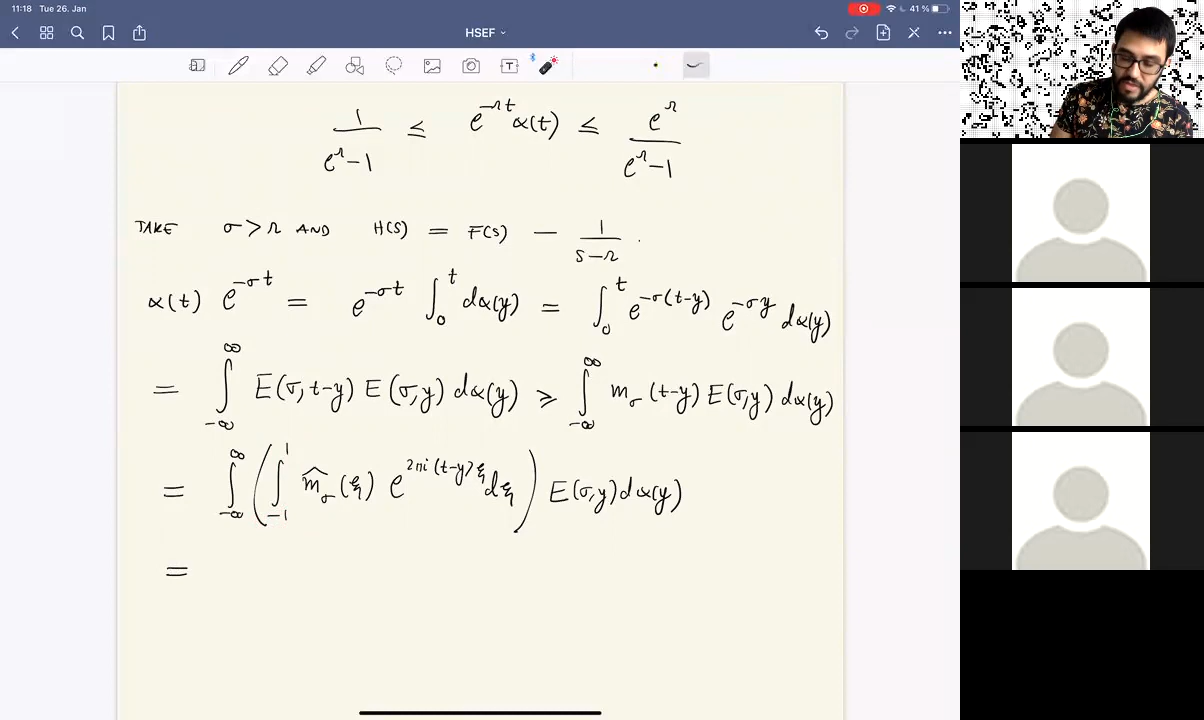 11:18 Tue 26. Jan 41%
HSEF
1/(e^r − 1) ≤ e^{−rt} α(t) ≤ e^r/(e^r − 1)
TAKE σ > r AND H(s) = F(s) − 1/(s−r).
α(t) e^{−σt} = e^{−σt} ∫_0^t dα(y) = ∫_0^t e^{−σ(t−y)} e^{−σy} dα(y)
= ∫_{−∞}^{∞} E(σ, t−y) E(σ, y) dα(y) ≥ ∫_{−∞}^{∞} m_σ(t−y) E(σ, y) dα(y)
= ∫_{−∞}^{∞} ( ∫_{−1}^{1} \hat{m}_σ(ξ) e^{2πi(t−y)ξ} dξ ) E(σ, y) dα(y)
=